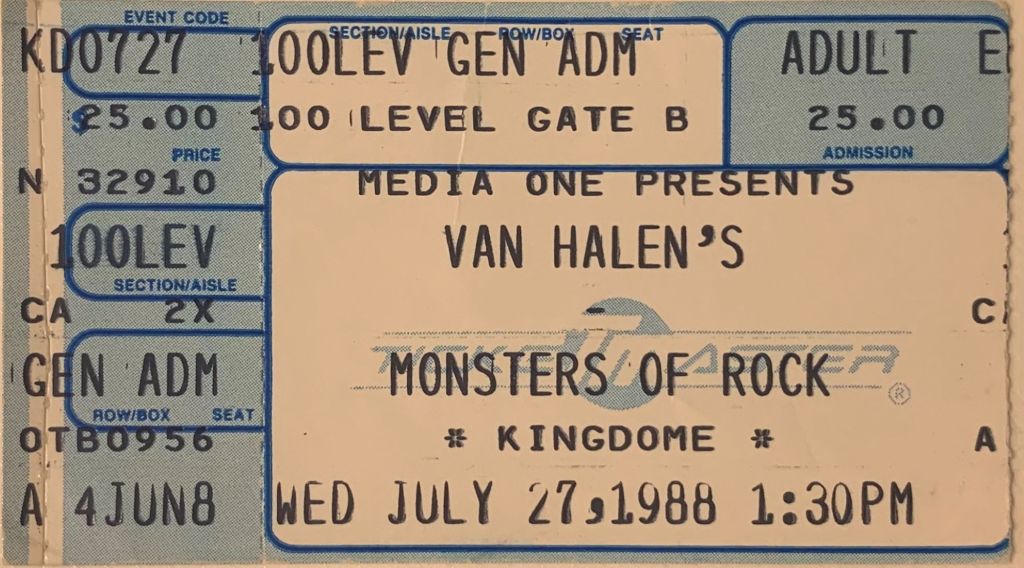 EVENT CODE SECTION/AISLE ROW/BOX SEAT
KD0727 100LEV GEN ADM ADULT
$25.00 100 LEVEL GATE B 25.00
PRICE ADMISSION
N 32910 MEDIA ONE PRESENTS
100LEV VAN HALEN'S
SECTION/AISLE
CA 2X
TICKETMASTER ®
GEN ADM MONSTERS OF ROCK
ROW/BOX SEAT
OTB0956 * KINGDOME * A
A 4JUN8 WED JULY 27,1988 1:30PM